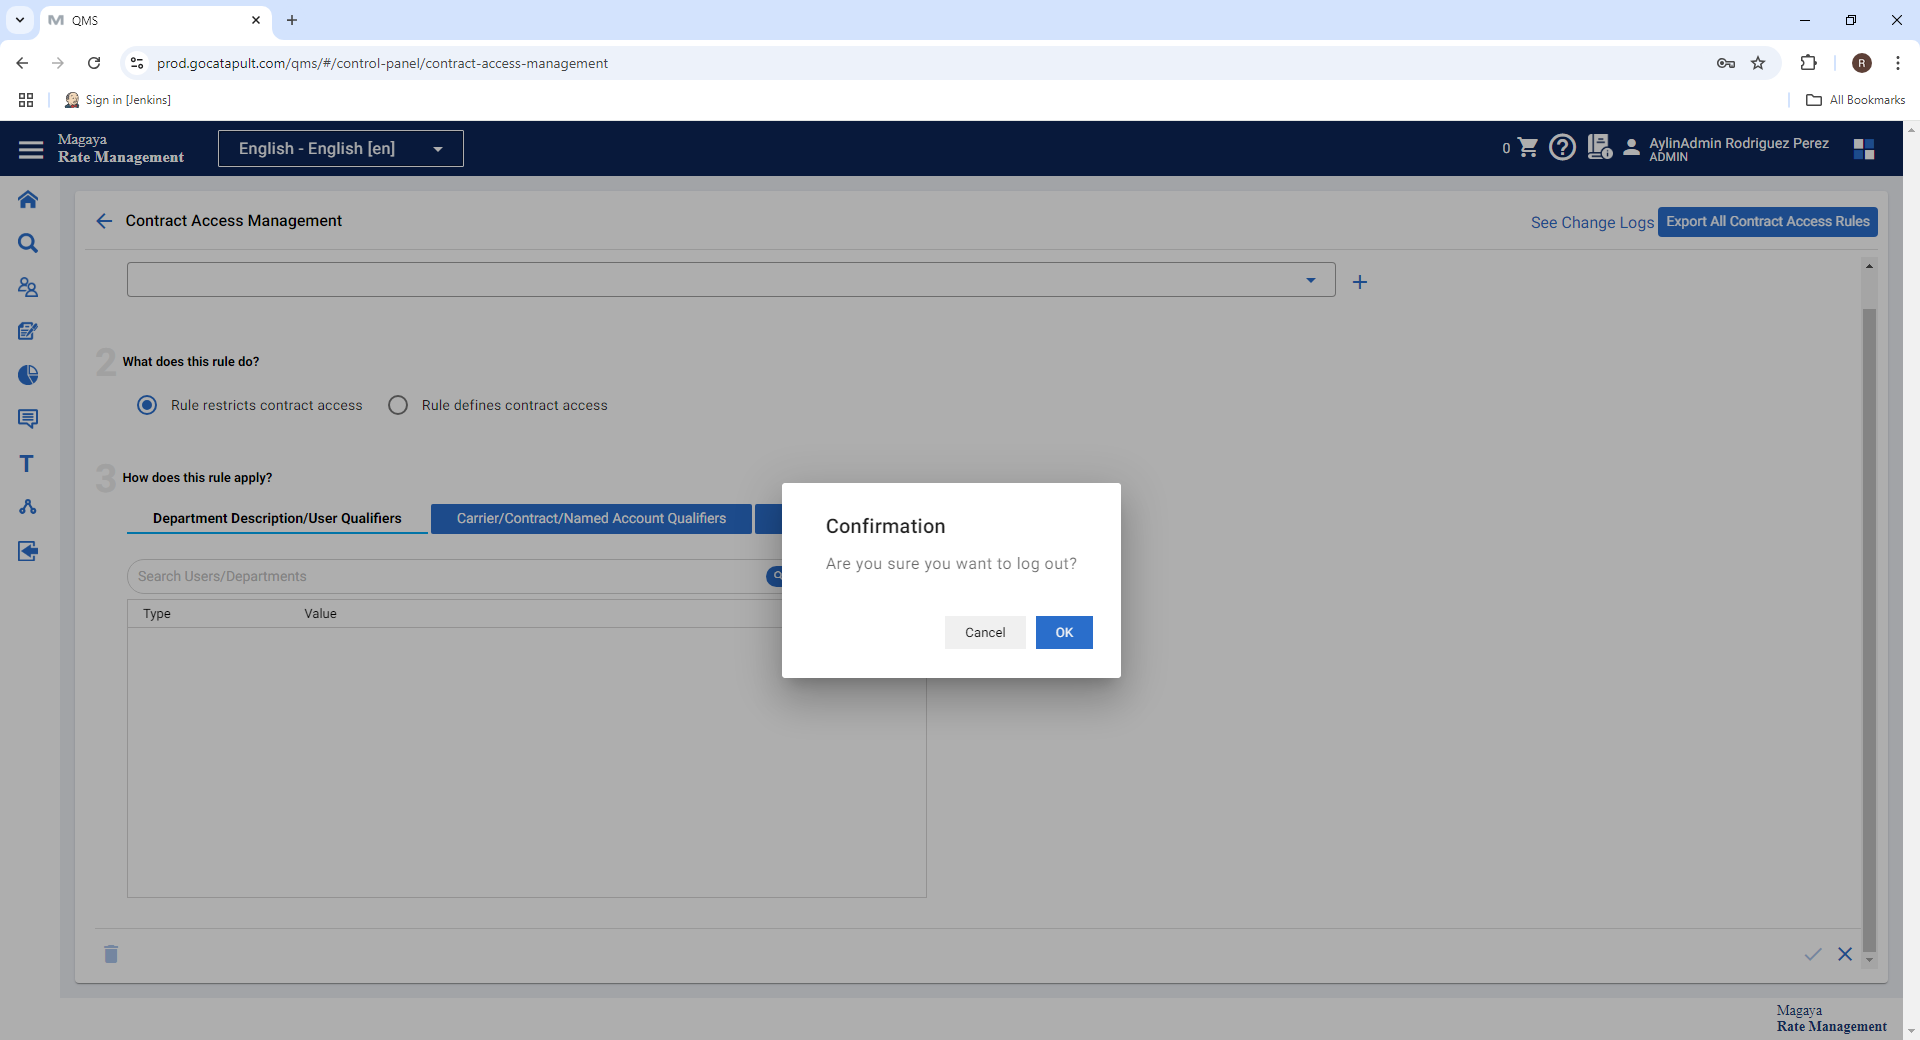 QMS
prod.gocatapult.com/qms/#/control-panel/contract-access-management
R
Sign in [Jenkins]
All Bookmarks
Magaya
Rate Management
English - English [en]
0
AylinAdmin Rodriguez Perez
ADMIN
Contract Access Management
See Change Logs
Export All Contract Access Rules
2 What does this rule do?
Rule restricts contract access
Rule defines contract access
3 How does this rule apply?
Department Description/User Qualifiers
Carrier/Contract/Named Account Qualifiers
Search Users/Departments
Type Value
Confirmation
Are you sure you want to log out?
Cancel
OK
Magaya
Rate Management